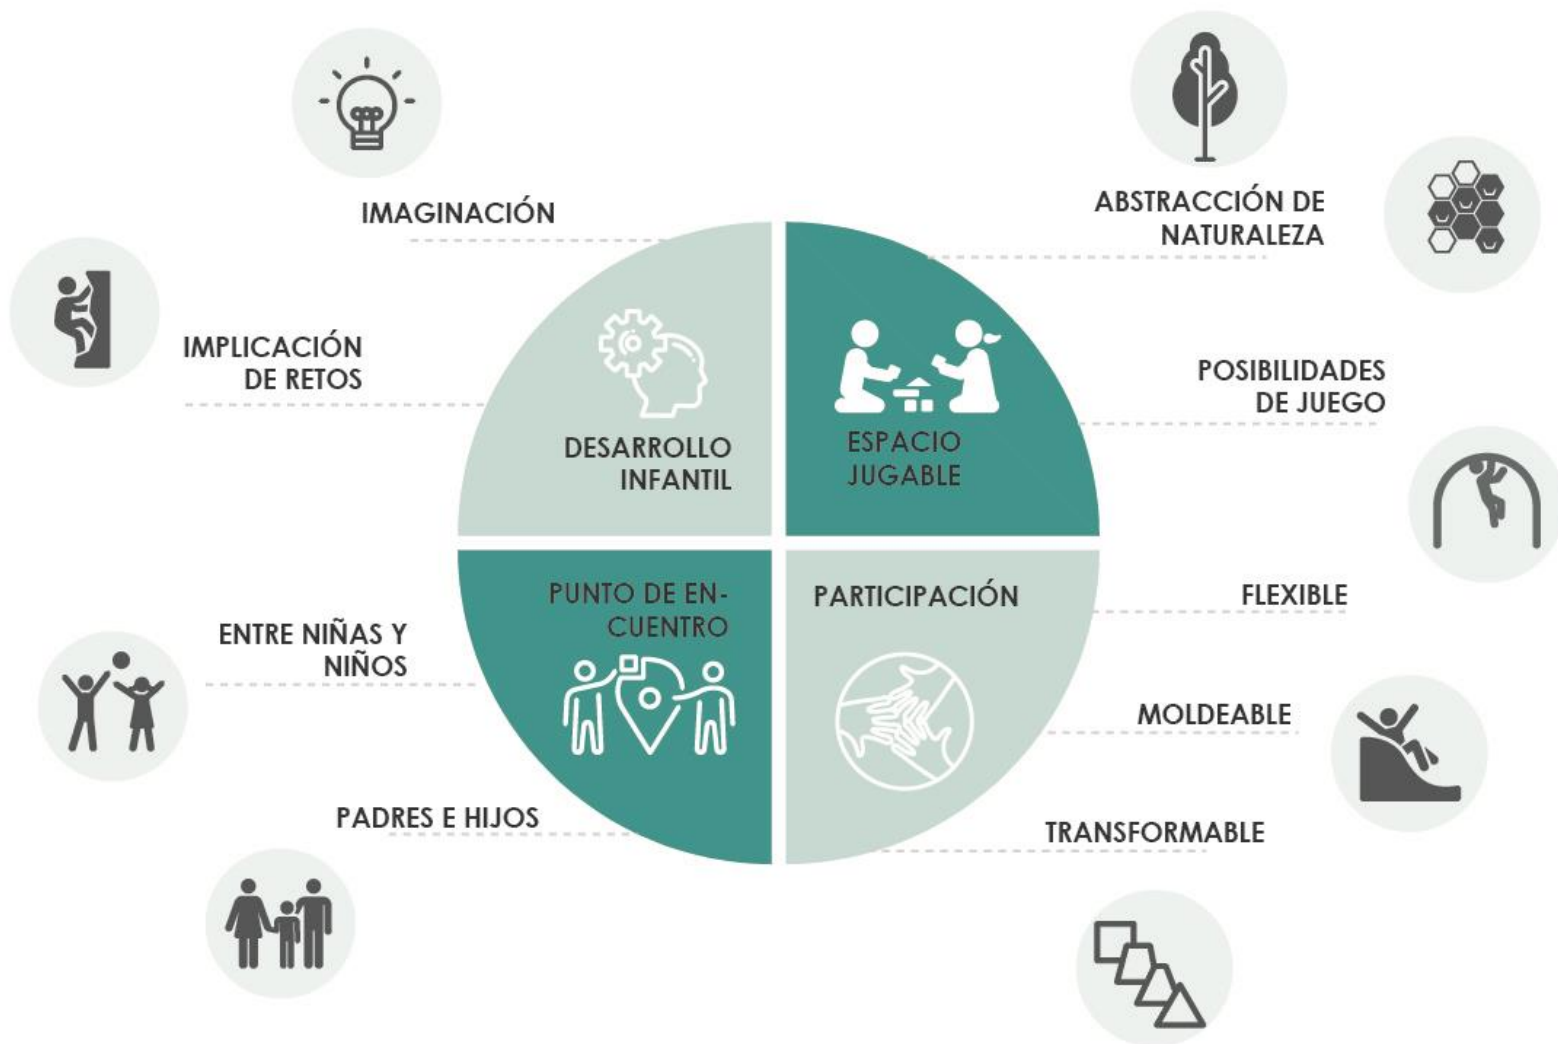 IMAGINACIÓN
IMPLICACIÓN
DE RETOS
DESARROLLO
INFANTIL
ABSTRACCIÓN DE
NATURALEZA
POSIBILIDADES
DE JUEGO
ESPACIO
JUGABLE
ENTRE NIÑAS Y
NIÑOS
PADRES E HIJOS
PUNTO DE EN-
CUENTRO
PARTICIPACIÓN
FLEXIBLE
MOLDEABLE
TRANSFORMABLE